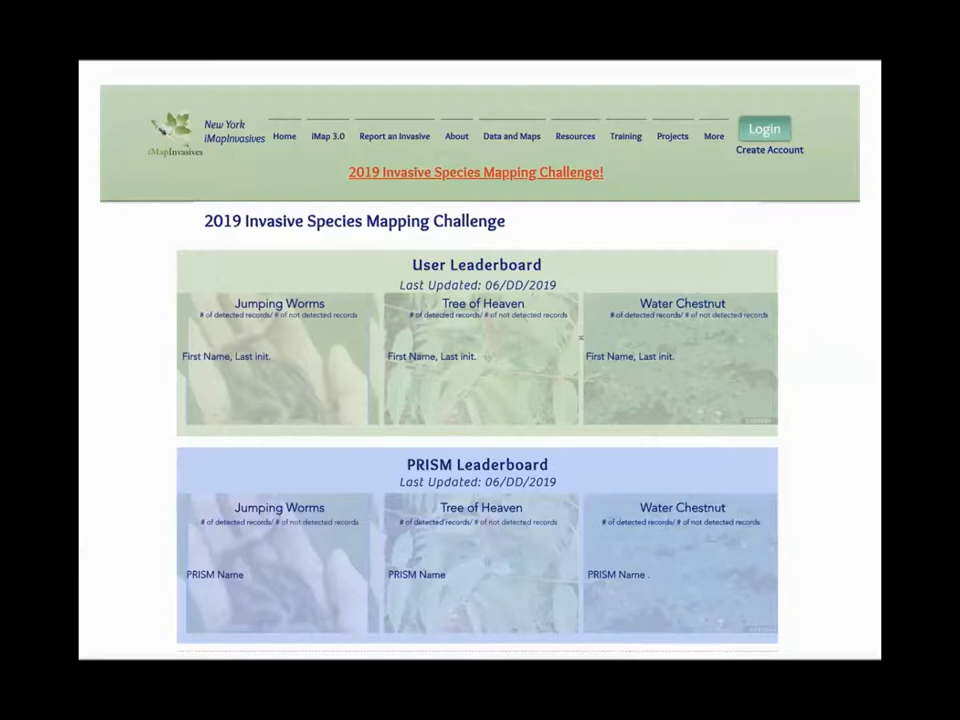 New York
iMapInvasives
iMapInvasives
Home iMap 3.0 Report an Invasive About Data and Maps Resources Training Projects More
Login
Create Account
2019 Invasive Species Mapping Challenge!
2019 Invasive Species Mapping Challenge
User Leaderboard
Last Updated: 06/DD/2019
Jumping Worms Tree of Heaven Water Chestnut
# of detected records/ # of not detected records # of detected records/ # of not detected records # of detected records/ # of not detected records
First Name, Last init. First Name, Last init. First Name, Last init.
PRISM Leaderboard
Last Updated: 06/DD/2019
Jumping Worms Tree of Heaven Water Chestnut
# of detected records/ # of not detected records # of detected records/ # of not detected records # of detected records/ # of not detected records
PRISM Name PRISM Name PRISM Name .